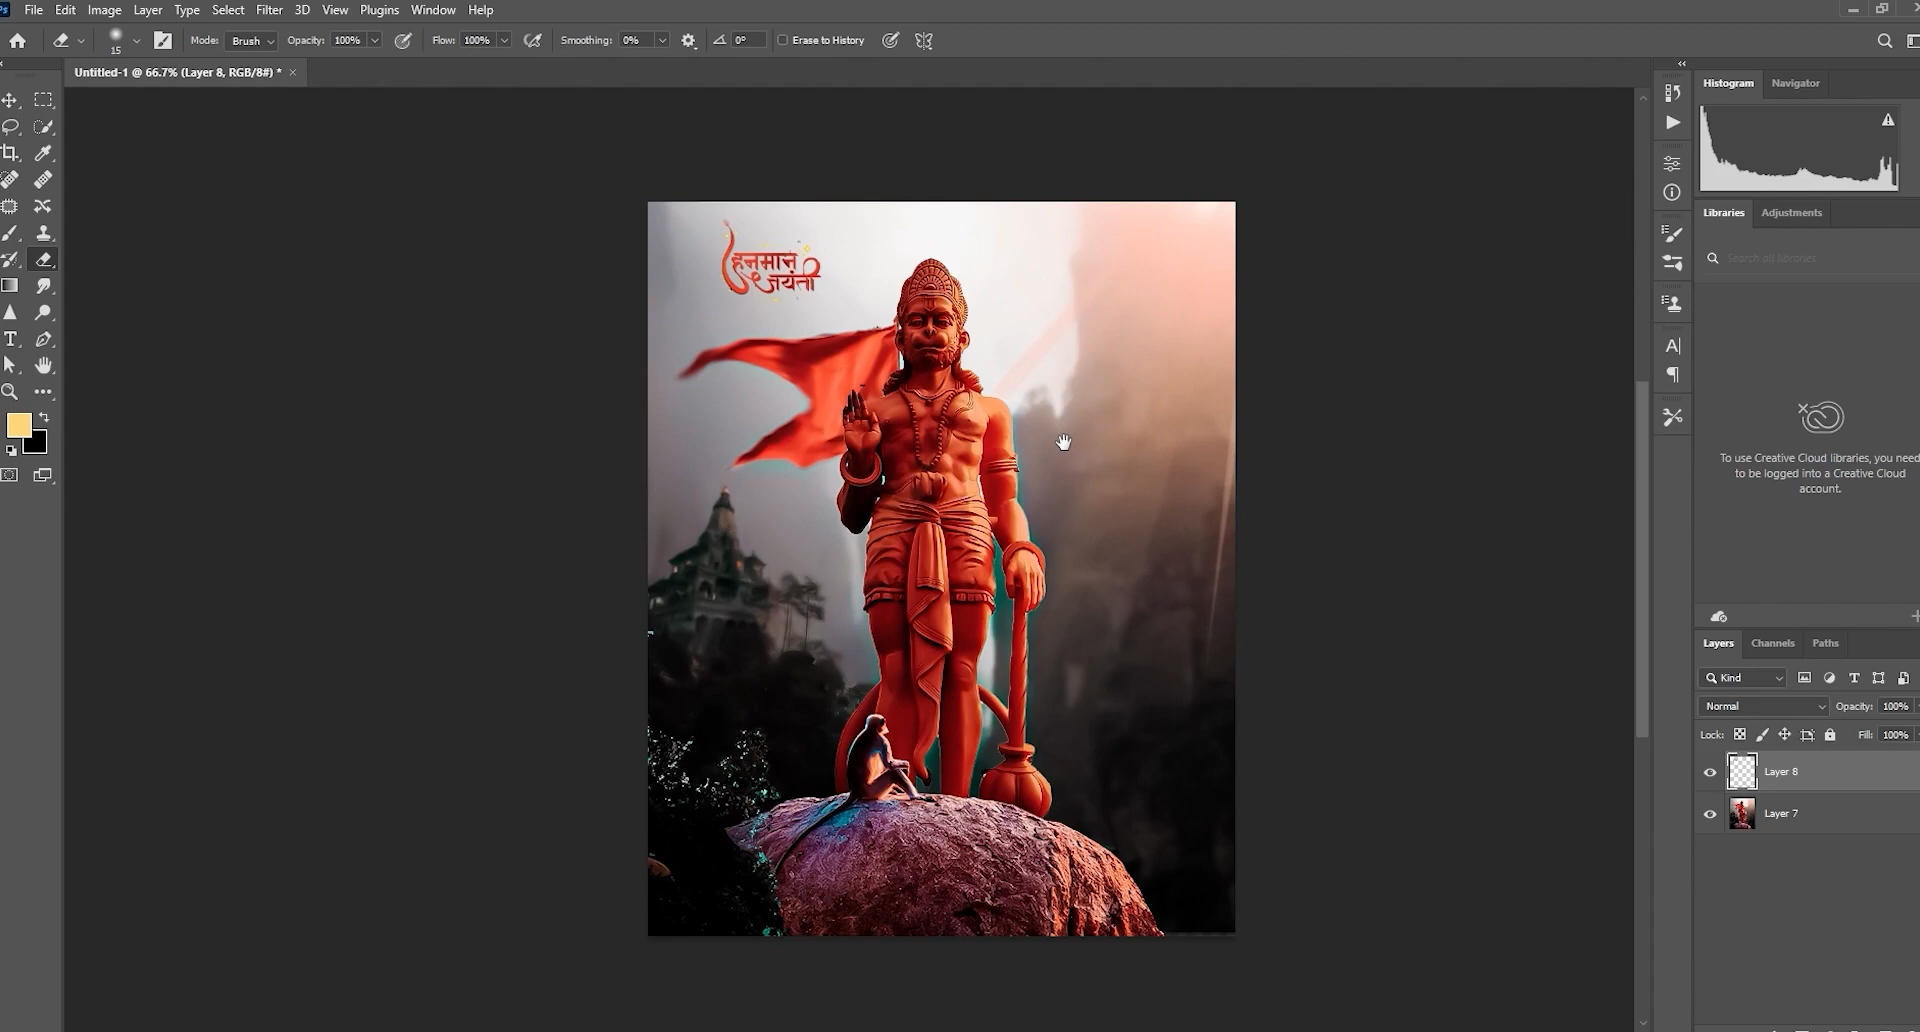 Ps File Edit Image Layer Type Select Filter 3D View Plugins Window Help
15 Mode: Brush Opacity: 100% Flow: 100% Smoothing: 0% 0° Erase to History
Untitled-1 @ 66.7% (Layer 8, RGB/8#) * ×
Histogram Navigator
Libraries Adjustments
Search all libraries
हनुमान
जयंती
To use Creative Cloud libraries, you need
to be logged into a Creative Cloud
account.
Layers Channels Paths
Kind
Normal Opacity: 100%
Lock: Fill: 100%
Layer 8
Layer 7